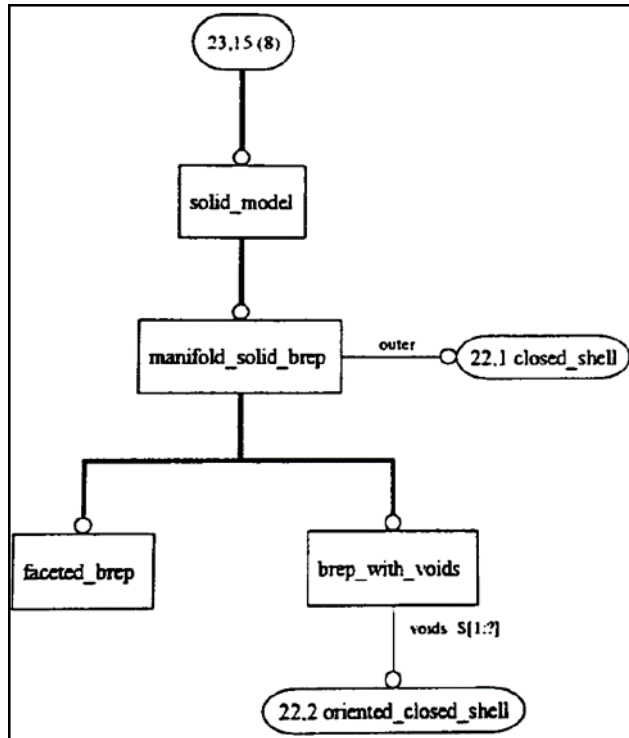 23,15 (8)
solid_model
manifold_solid_brep
outer
22,1 closed_shell
faceted_brep
brep_with_voids
voids S[1:?]
22,2 oriented_closed_shell